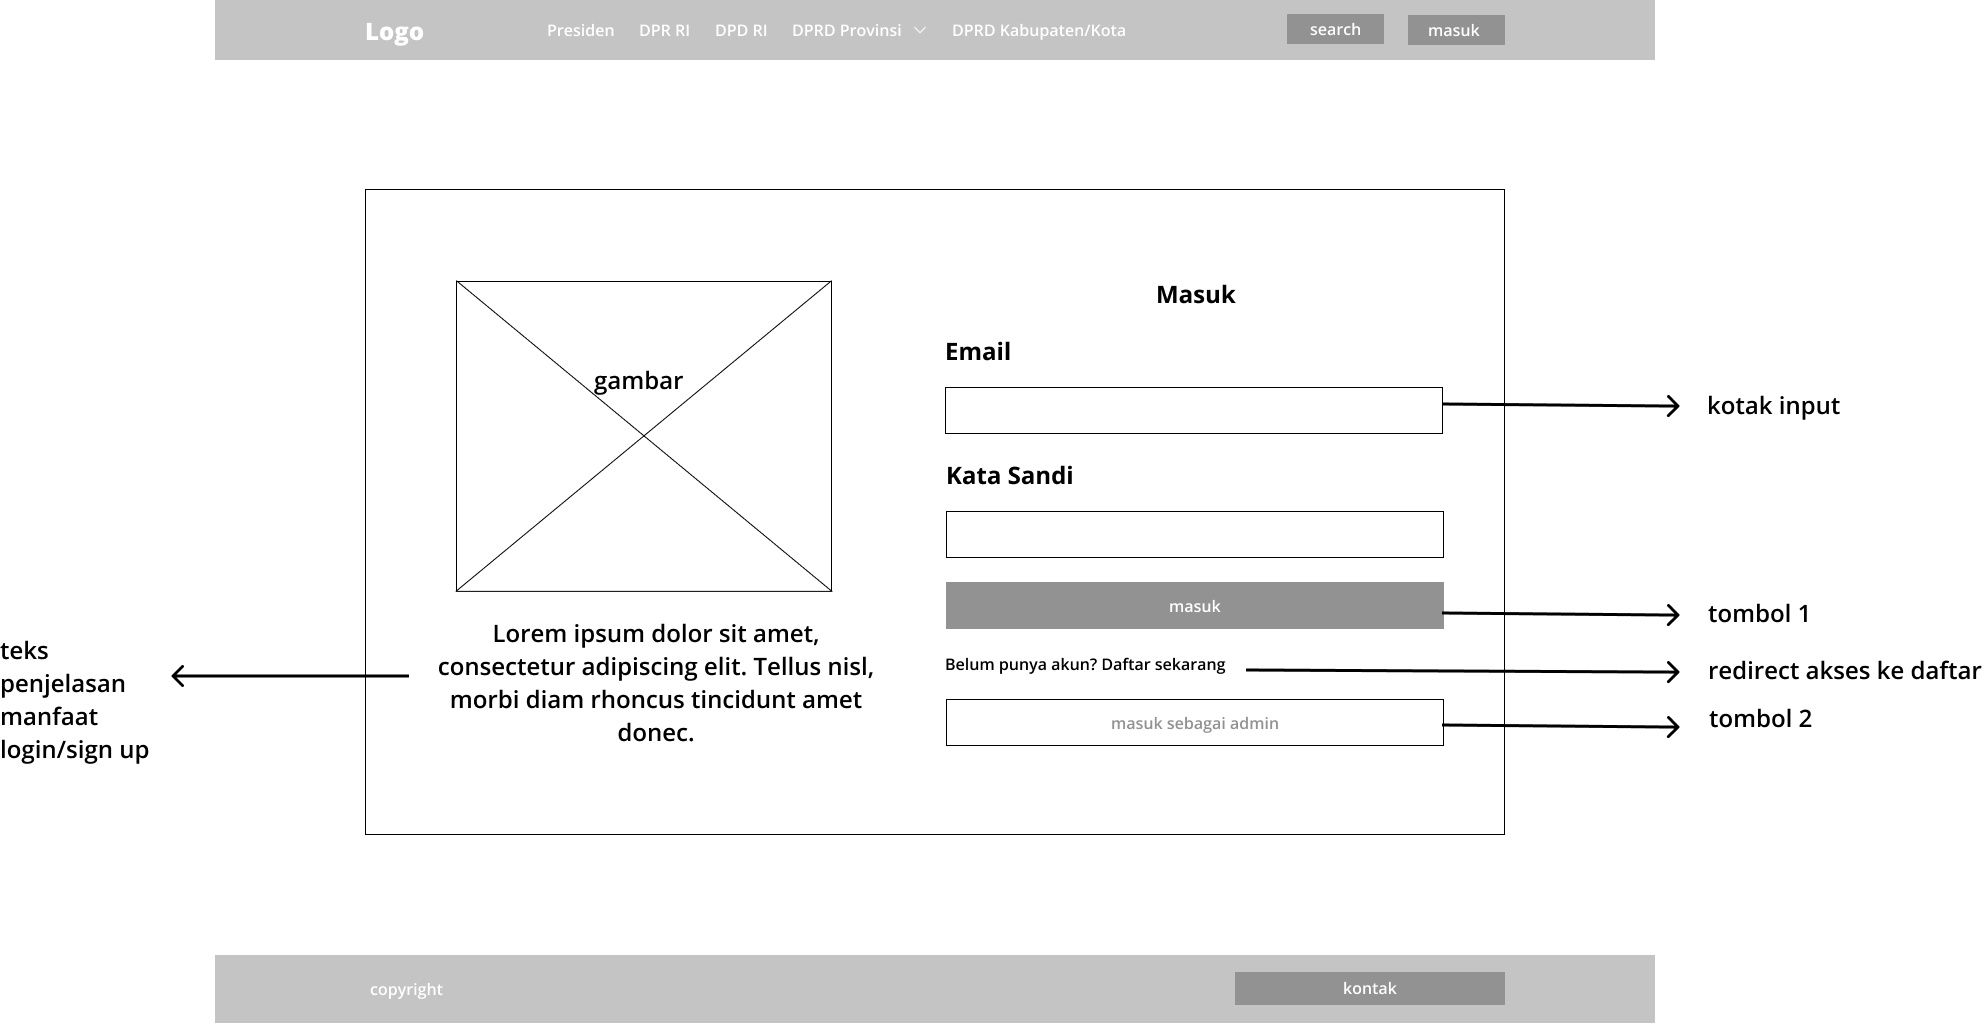 Logo
Presiden
DPR RI
DPD RI
DPRD Provinsi
DPRD Kabupaten/Kota
search
masuk
gambar
Lorem ipsum dolor sit amet,
consectetur adipiscing elit. Tellus nisl,
morbi diam rhoncus tincidunt amet
donec.
teks
penjelasan
manfaat
login/sign up
Masuk
Email
kotak input
Kata Sandi
masuk
tombol 1
Belum punya akun? Daftar sekarang
redirect akses ke daftar
masuk sebagai admin
tombol 2
copyright
kontak